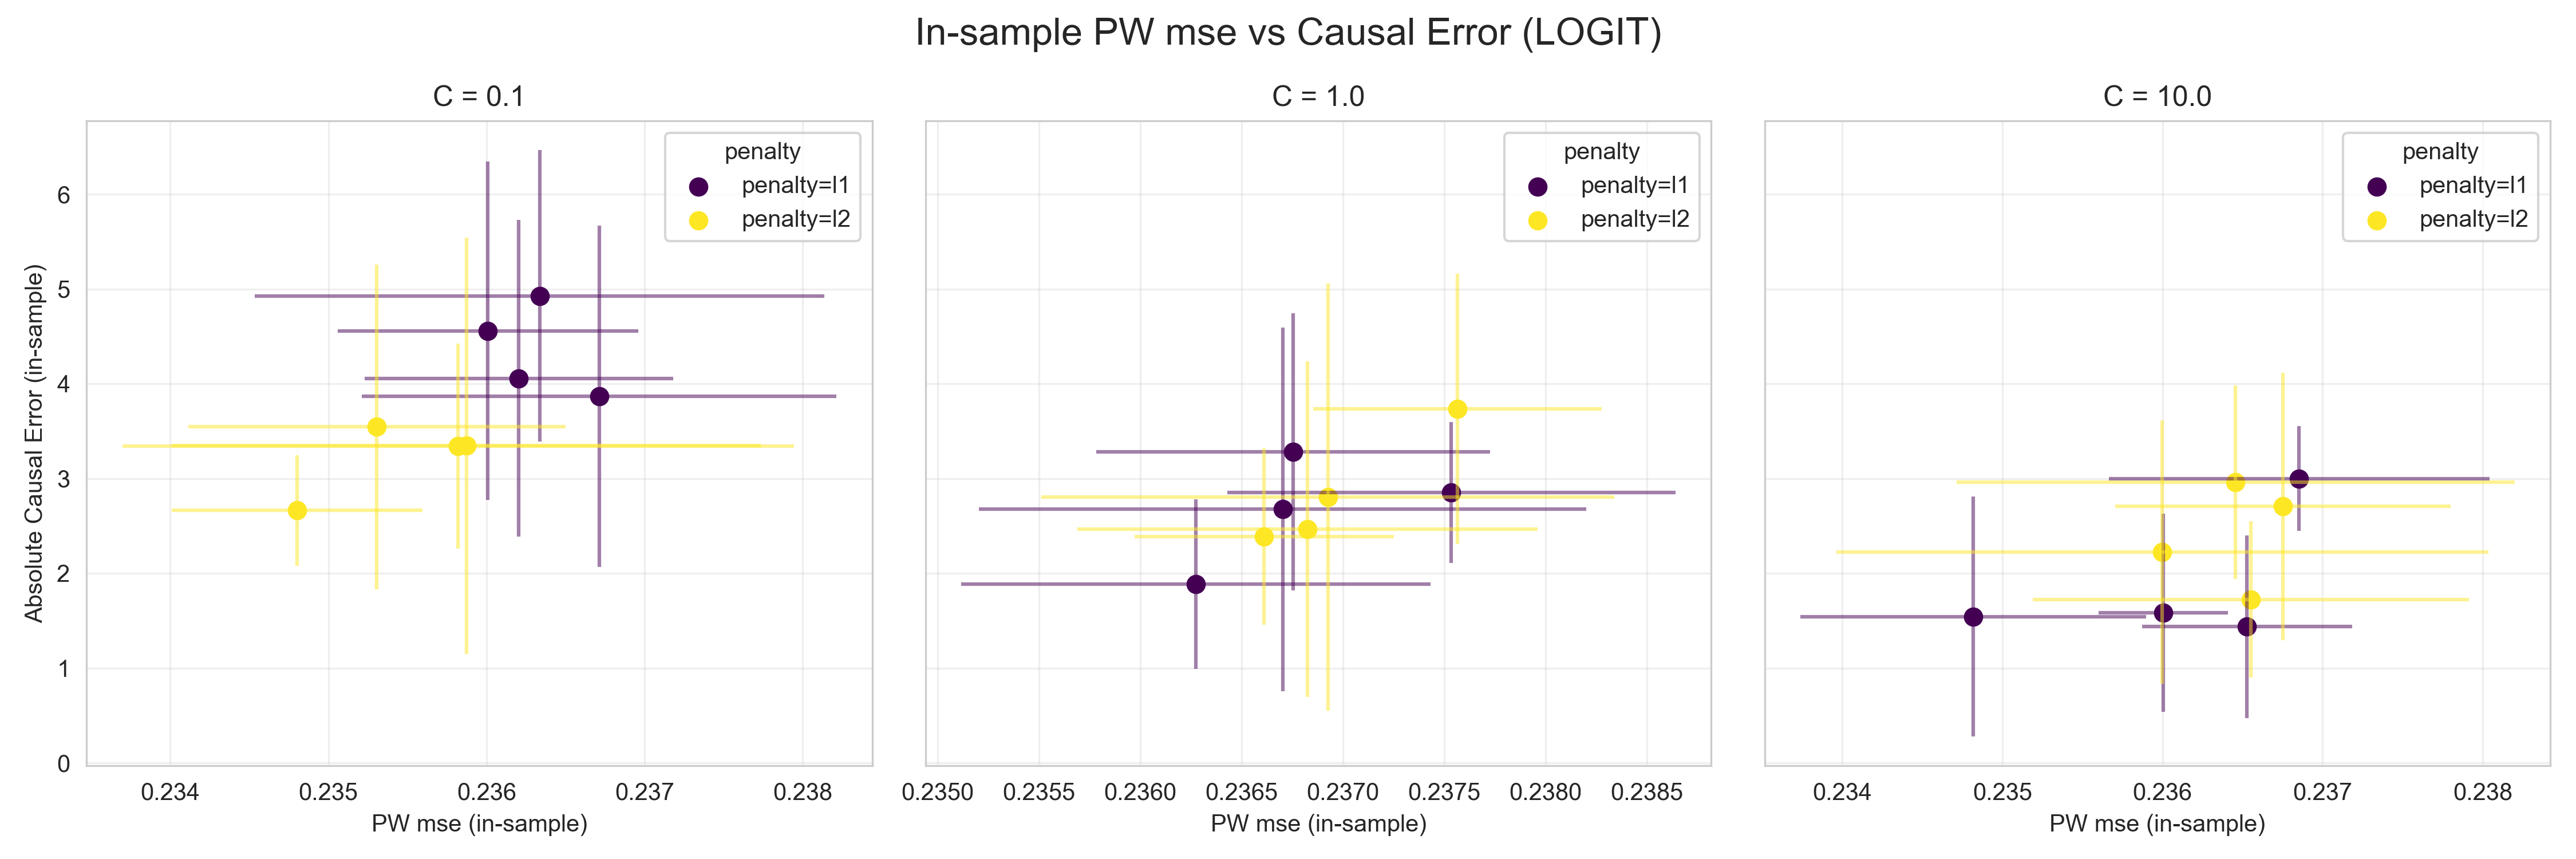 In-sample PW mse vs Causal Error (LOGIT)
C = 0.1
penalty
penalty=l1
penalty=l2
Absolute Causal Error (in-sample)
6
5
4
3
2
1
0
0.234 0.235 0.236 0.237 0.238
PW mse (in-sample)
C = 1.0
penalty
penalty=l1
penalty=l2
0.2350 0.2355 0.2360 0.2365 0.2370 0.2375 0.2380 0.2385
PW mse (in-sample)
C = 10.0
penalty
penalty=l1
penalty=l2
0.234 0.235 0.236 0.237 0.238
PW mse (in-sample)